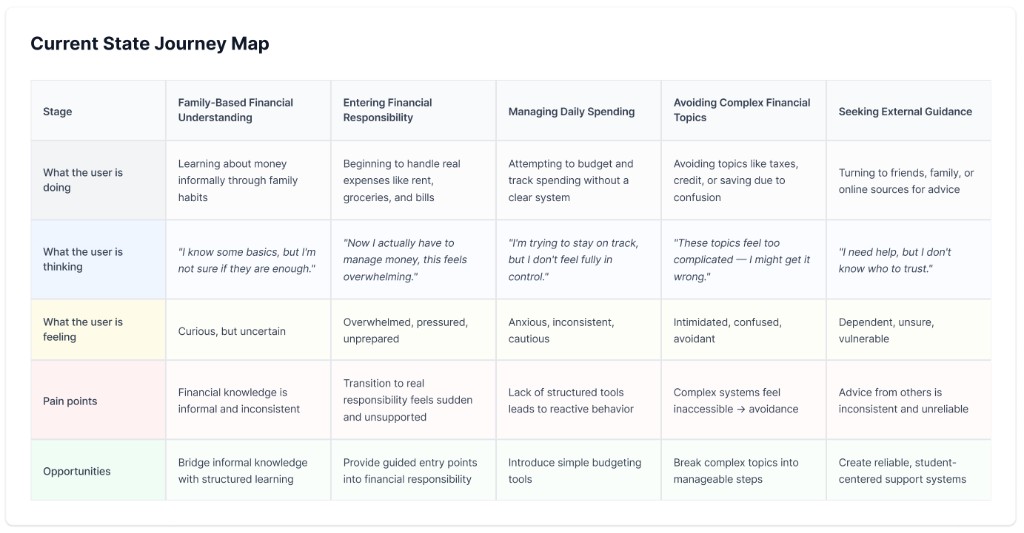 Current State Journey Map
Stage
Family-Based Financial
Understanding
Entering Financial
Responsibility
Managing Daily Spending
Avoiding Complex Financial
Topics
Seeking External Guidance
What the user is
doing
Learning about money
informally through family
habits
Beginning to handle real
expenses like rent,
groceries, and bills
Attempting to budget and
track spending without a
clear system
Avoiding topics like taxes,
credit, or saving due to
confusion
Turning to friends, family, or
online sources for advice
What the user is
thinking
"I know some basics, but I'm
not sure if they are enough."
"Now I actually have to
manage money, this feels
overwhelming."
"I'm trying to stay on track,
but I don't feel fully in
control."
"These topics feel too
complicated — I might get it
wrong."
"I need help, but I don't
know who to trust."
What the user is
feeling
Curious, but uncertain
Overwhelmed, pressured,
unprepared
Anxious, inconsistent,
cautious
Intimidated, confused,
avoidant
Dependent, unsure,
vulnerable
Pain points
Financial knowledge is
informal and inconsistent
Transition to real
responsibility feels sudden
and unsupported
Lack of structured tools
leads to reactive behavior
Complex systems feel
inaccessible → avoidance
Advice from others is
inconsistent and unreliable
Opportunities
Bridge informal knowledge
with structured learning
Provide guided entry points
into financial responsibility
Introduce simple budgeting
tools
Break complex topics into
manageable steps
Create reliable, student-
centered support systems